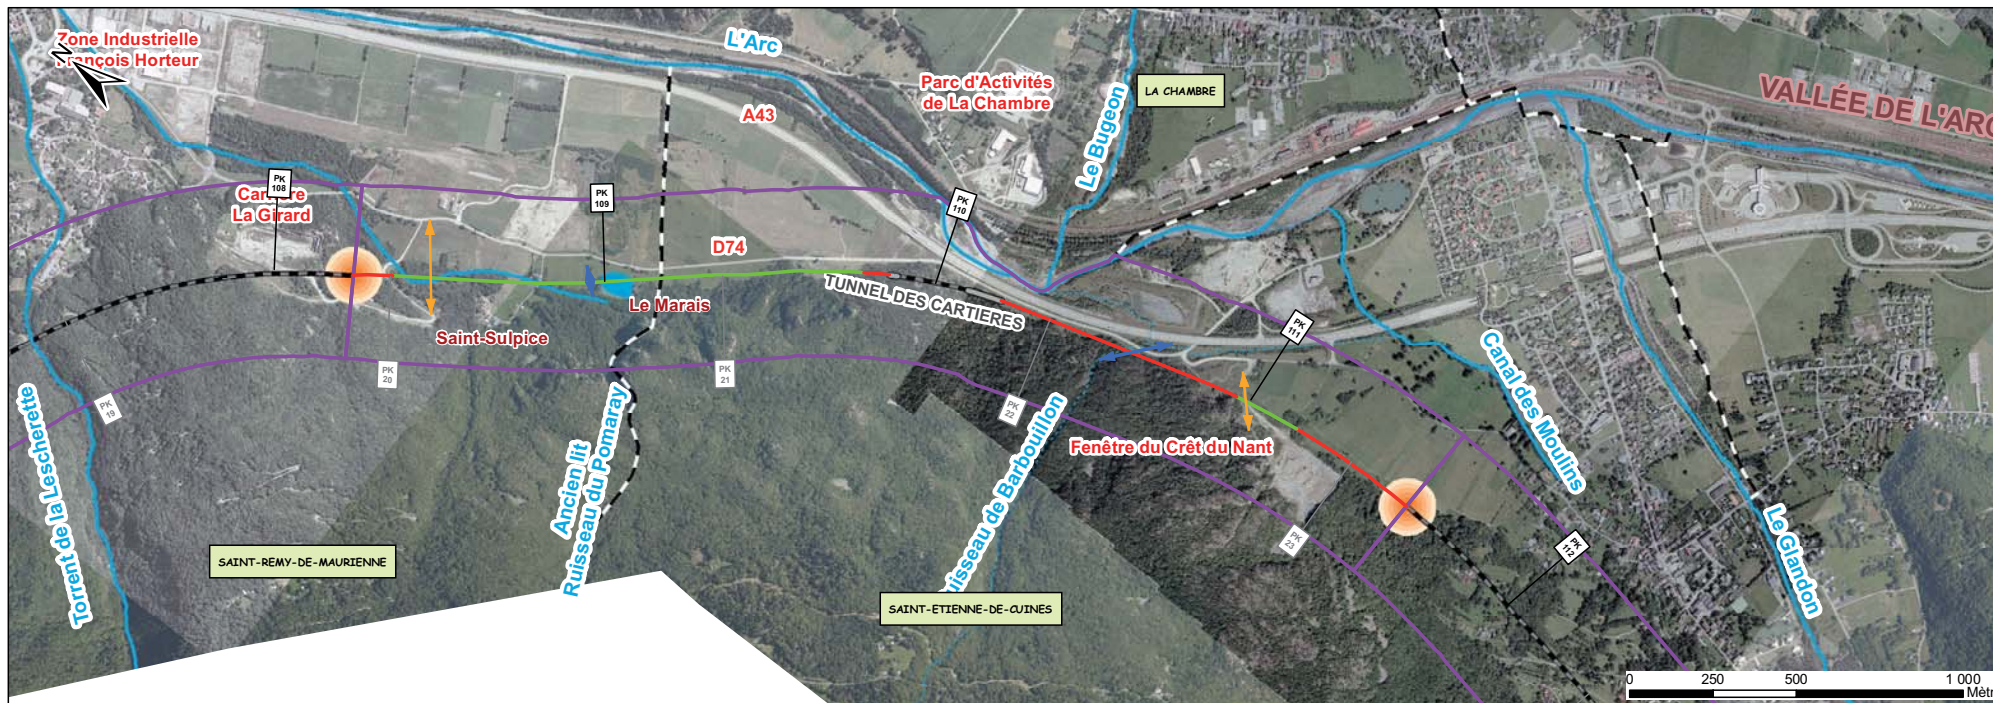 Zone Industrielle
François Horteur
N
L'Arc
Parc d'Activités
de La Chambre
LA CHAMBRE
VALLÉE DE L'ARC
A43
Le Bugeon
PK
108
Carrière
La Girard
PK
109
PK
110
D74
Le Marais
TUNNEL DES CARTIERES
Saint-Sulpice
PK
111
PK
19
PK
20
PK
21
PK
22
PK
23
PK
112
Canal des Moulins
Fenêtre du Crêt du Nant
Torrent de la Lescherette
Ancien lit
Ruisseau du Pomaray
uisseau de Barbouillon
Le Glandon
SAINT-REMY-DE-MAURIENNE
SAINT-ETIENNE-DE-CUINES
0 250 500 1 000
Mètr